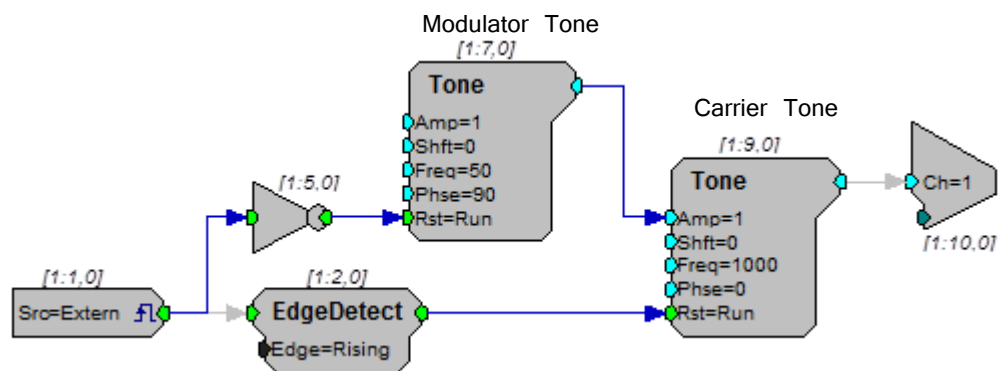 Modulator Tone
[1:7,0]
Tone
Amp=1
Shft=0
Freq=50
Phse=90
Rst=Run
Carrier Tone
[1:9,0]
Tone
Amp=1
Shft=0
Freq=1000
Phse=0
Rst=Run
Ch=1
[1:10,0]
[1:5,0]
[1:1,0]
Src=Extern
[1:2,0]
EdgeDetect
Edge=Rising